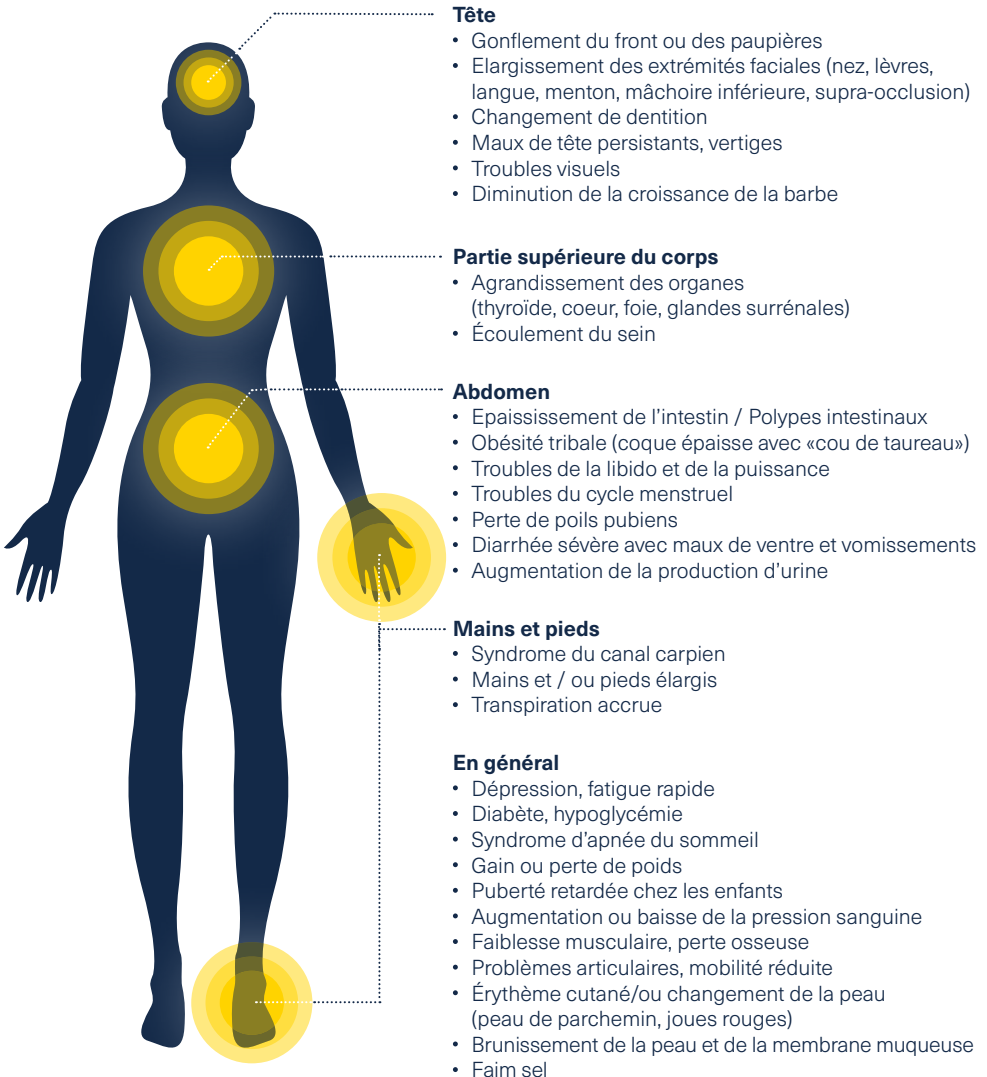 Tête
• Gonflement du front ou des paupières
• Elargissement des extrémités faciales (nez, lèvres,
langue, menton, mâchoire inférieure, supra-occlusion)
• Changement de dentition
• Maux de tête persistants, vertiges
• Troubles visuels
• Diminution de la croissance de la barbe
Partie supérieure du corps
• Agrandissement des organes
(thyroïde, coeur, foie, glandes surrénales)
• Écoulement du sein
Abdomen
• Epaississement de l'intestin / Polypes intestinaux
• Obésité tribale (coque épaisse avec «cou de taureau»)
• Troubles de la libido et de la puissance
• Troubles du cycle menstruel
• Perte de poils pubiens
• Diarrhée sévère avec maux de ventre et vomissements
• Augmentation de la production d'urine
Mains et pieds
• Syndrome du canal carpien
• Mains et / ou pieds élargis
• Transpiration accrue
En général
• Dépression, fatigue rapide
• Diabète, hypoglycémie
• Syndrome d'apnée du sommeil
• Gain ou perte de poids
• Puberté retardée chez les enfants
• Augmentation ou baisse de la pression sanguine
• Faiblesse musculaire, perte osseuse
• Problèmes articulaires, mobilité réduite
• Érythème cutané/ou changement de la peau
(peau de parchemin, joues rouges)
• Brunissement de la peau et de la membrane muqueuse
• Faim sel